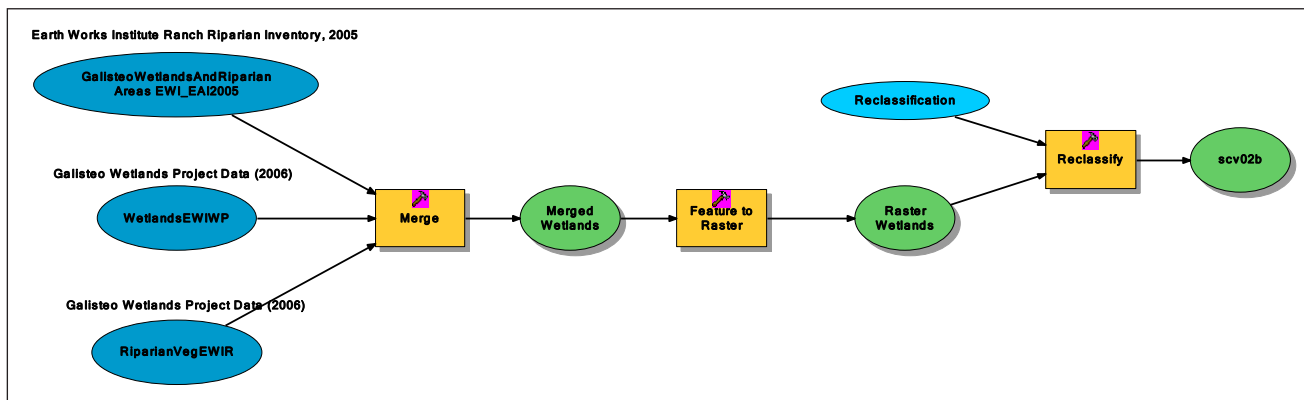 Earth Works Institute Ranch Riparian Inventory, 2005
GalisteoWetlandsAndRiparian
Areas EWI_EAI2005
Galisteo Wetlands Project Data (2006)
WetlandsEWIWP
Galisteo Wetlands Project Data (2006)
RiparianVegEWIR
Merge
Merged
Wetlands
Feature to
Raster
Raster
Wetlands
Reclassification
Reclassify
scv02b